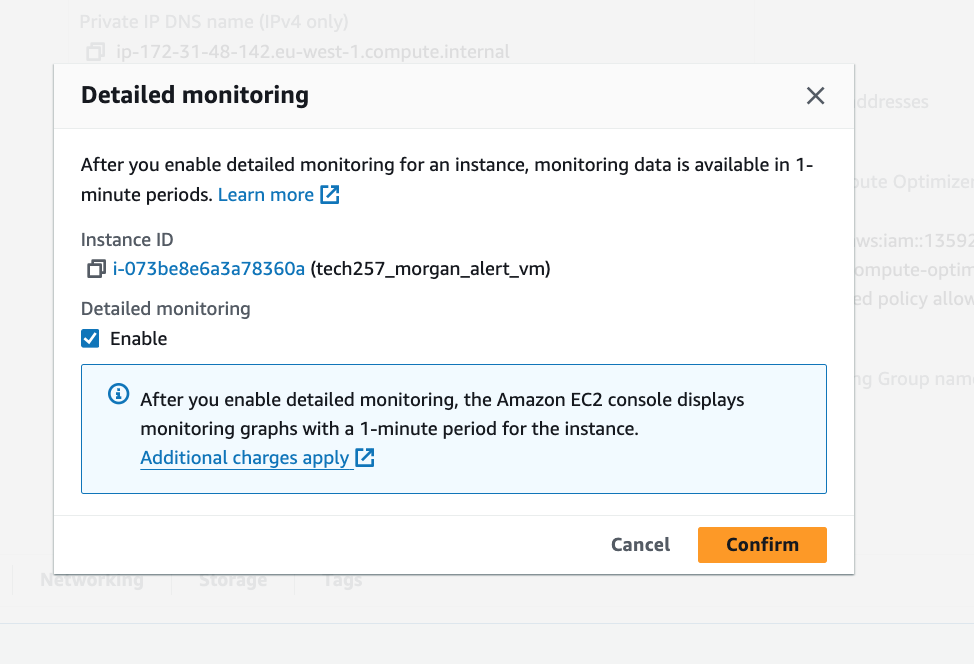 Private IP DNS name (IPv4 only)
ip-172-31-48-142.eu-west-1.compute.internal
Detailed monitoring
ddresses
After you enable detailed monitoring for an instance, monitoring data is available in 1-
minute periods. Learn more
ute Optimizer
Instance ID
ws:iam::13592
i-073be8e6a3a78360a (tech257_morgan_alert_vm)
ompute-optim
ed policy allow
Detailed monitoring
Enable
ng Group name
After you enable detailed monitoring, the Amazon EC2 console displays
monitoring graphs with a 1-minute period for the instance.
Additional charges apply
Cancel
Confirm
Networking
Storage
Tags